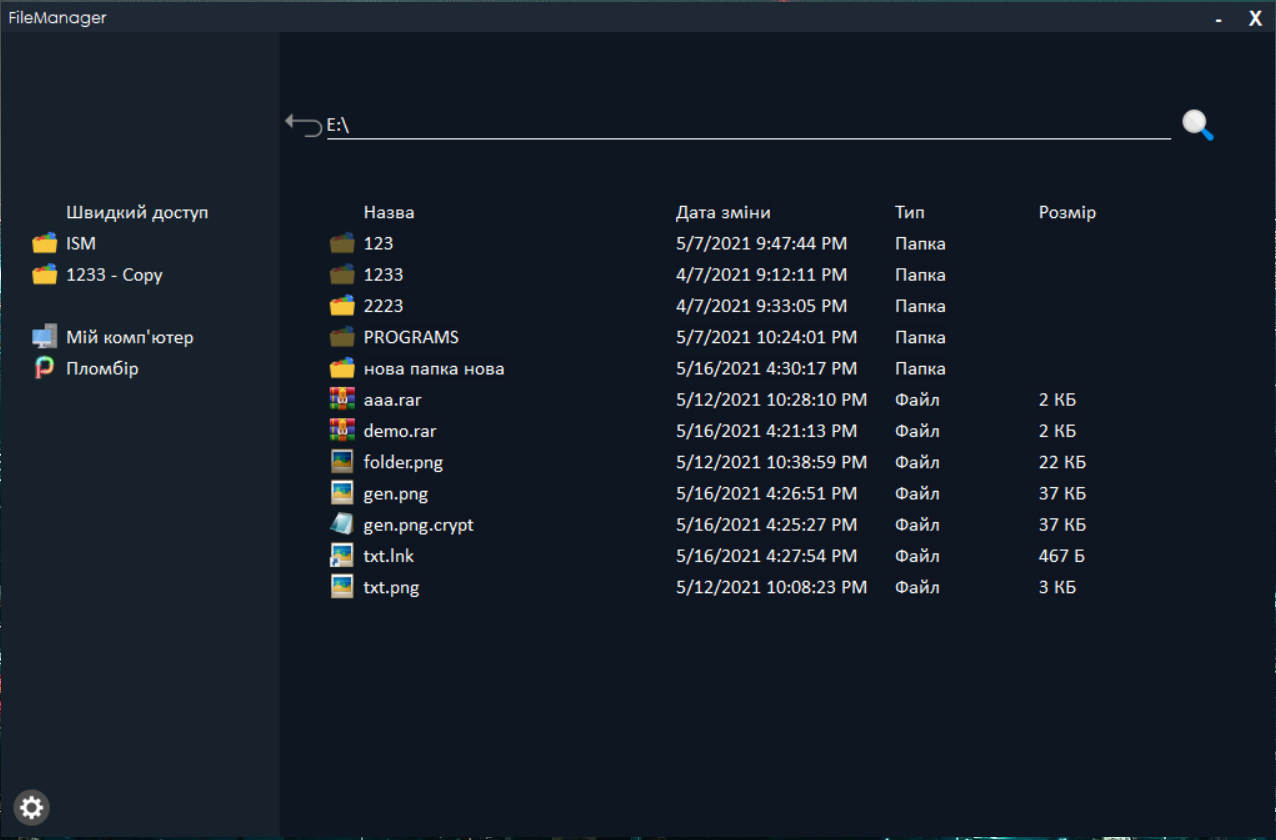 FileManager - X
E:\
Швидкий доступ Назва Дата зміни Тип Розмір
ISM 123 5/7/2021 9:47:44 PM Папка
1233 - Copy 1233 4/7/2021 9:12:11 PM Папка
2223 4/7/2021 9:33:05 PM Папка
Мій комп'ютер PROGRAMS 5/7/2021 10:24:01 PM Папка
Пломбір нова папка нова 5/16/2021 4:30:17 PM Папка
aaa.rar 5/12/2021 10:28:10 PM Файл 2 КБ
demo.rar 5/16/2021 4:21:13 PM Файл 2 КБ
folder.png 5/12/2021 10:38:59 PM Файл 22 КБ
gen.png 5/16/2021 4:26:51 PM Файл 37 КБ
gen.png.crypt 5/16/2021 4:25:27 PM Файл 37 КБ
txt.lnk 5/16/2021 4:27:54 PM Файл 467 Б
txt.png 5/12/2021 10:08:23 PM Файл 3 КБ